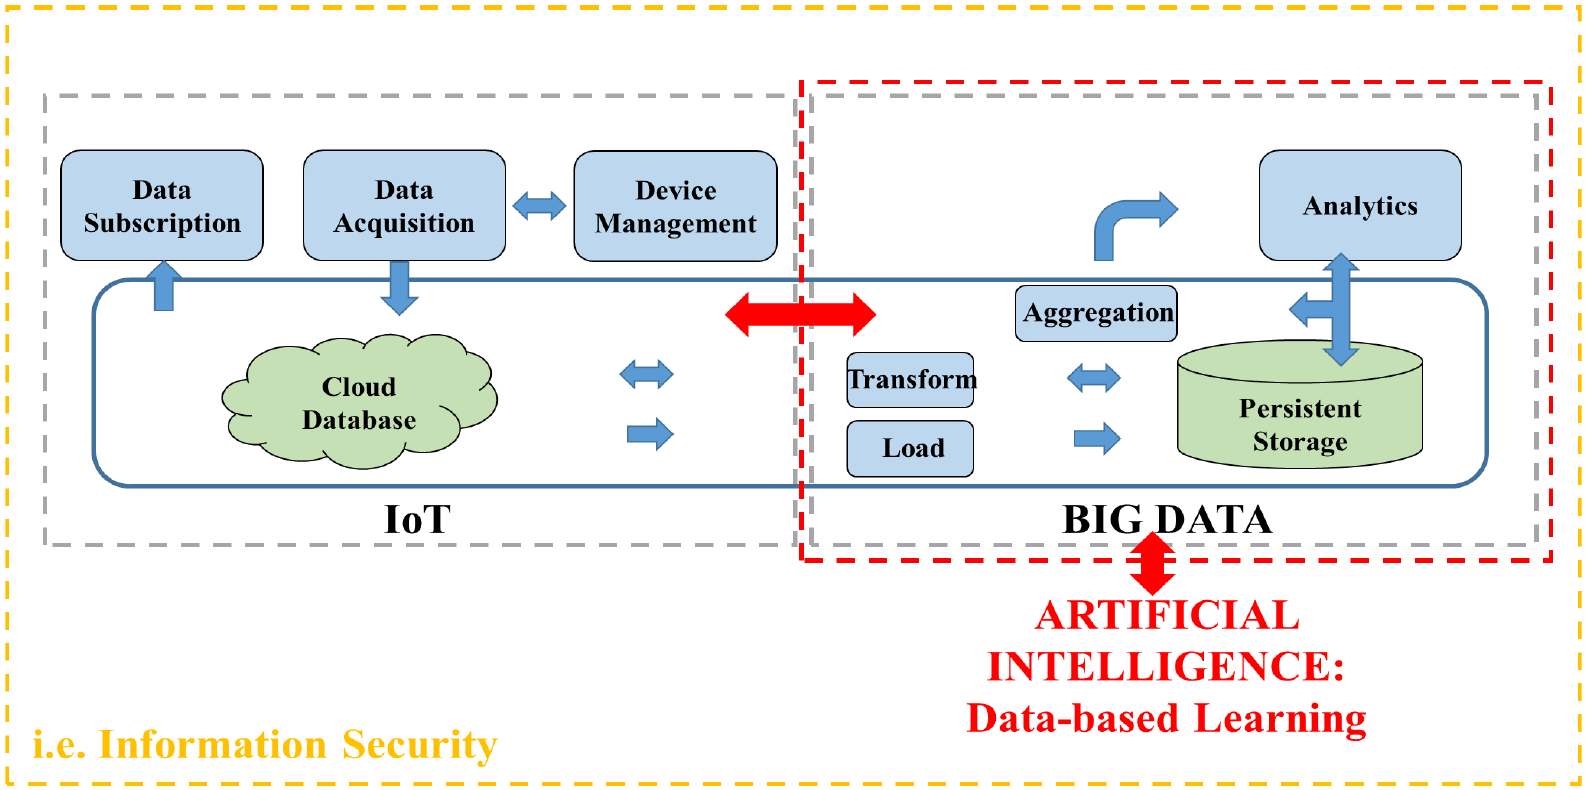 Data
Subscription
Data
Acquisition
Device
Management
Analytics
Aggregation
Cloud
Database
Transform
Load
Persistent
Storage
IoT
BIG DATA
ARTIFICIAL
INTELLIGENCE:
Data-based Learning
i.e. Information Security